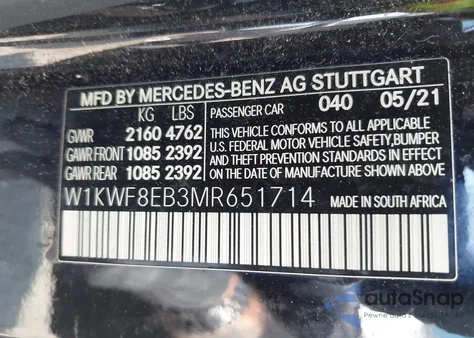 MFD BY MERCEDES-BENZ AG STUTTGART
KG LBS PASSENGER CAR 040 05/21
GVWR 2160 4762
GAWR FRONT 1085 2392
GAWR REAR 1085 2392
THIS VEHICLE CONFORMS TO ALL APPLICABLE
U.S. FEDERAL MOTOR VEHICLE SAFETY, BUMPER
AND THEFT PREVENTION STANDARDS IN EFFECT
ON THE DATE OF MANUFACTURE SHOWN ABOVE.
W1KWF8EB3MR651714 MADE IN SOUTH AFRICA
autoSnap
Pewne auto z